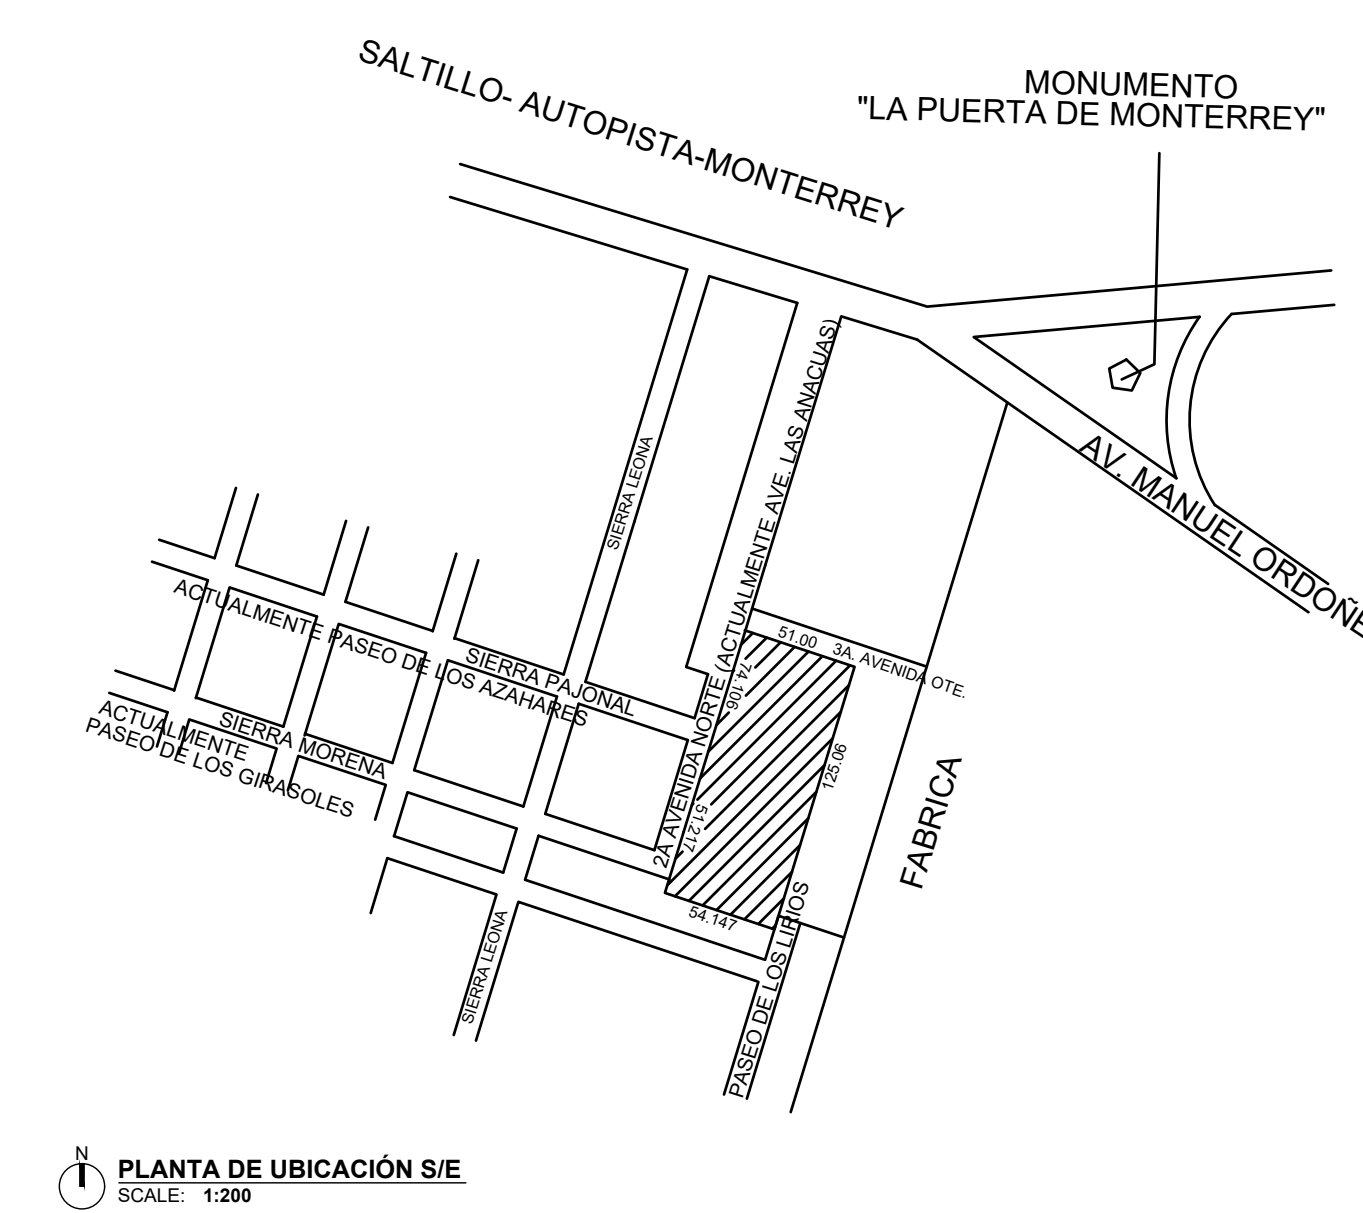 SALTILLO- AUTOPISTA-MONTERREY
MONUMENTO
"LA PUERTA DE MONTERREY"
AV. MANUEL ORDOÑE
SIERRA LEONA
2A AVENIDA NORTE (ACTUALMENTE AVE. LAS ANACUAS)
51.00
3A. AVENIDA OTE.
74.106
125.06
51.217
54.147
FABRICA
ACTUALMENTE PASEO DE LOS AZAHARES
SIERRA PAJONAL
SIERRA MORENA
ACTUALMENTE
PASEO DE LOS GIRASOLES
SIERRA LEONA
PASEO DE LOS LIRIOS
N
PLANTA DE UBICACIÓN S/E
SCALE: 1:200